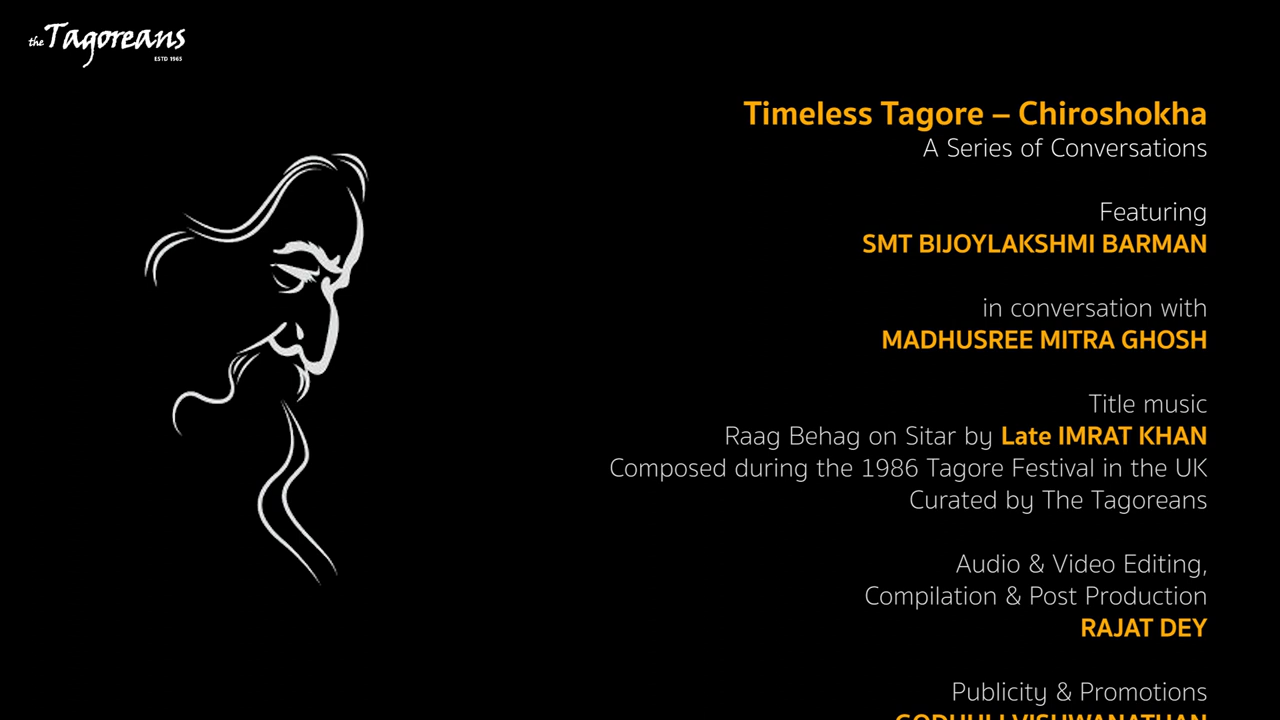 the Tagoreans
ESTD 1965
Timeless Tagore – Chiroshokha
A Series of Conversations
Featuring
SMT BIJOYLAKSHMI BARMAN
in conversation with
MADHUSREE MITRA GHOSH
Title music
Raag Behag on Sitar by Late IMRAT KHAN
Composed during the 1986 Tagore Festival in the UK
Curated by The Tagoreans
Audio & Video Editing,
Compilation & Post Production
RAJAT DEY
Publicity & Promotions